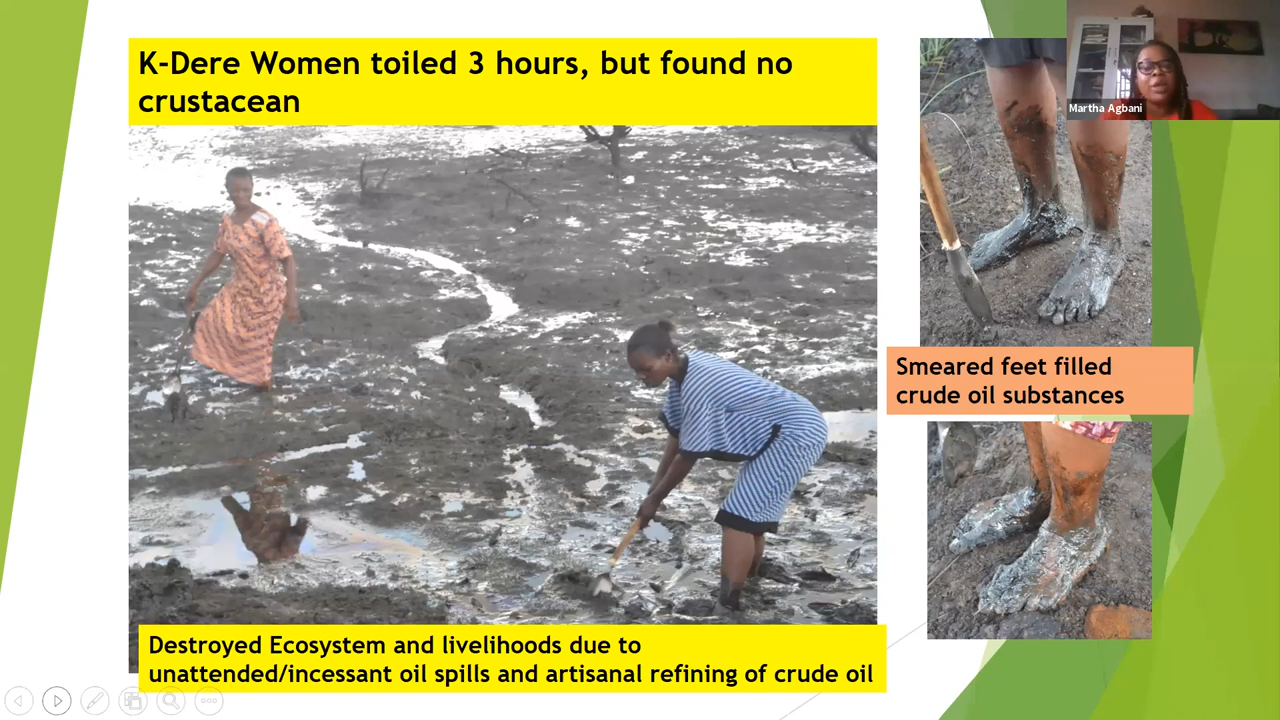 K-Dere Women toiled 3 hours, but found no
crustacean
Martha Agbani
Smeared feet filled
crude oil substances
Destroyed Ecosystem and livelihoods due to
unattended/incessant oil spills and artisanal refining of crude oil